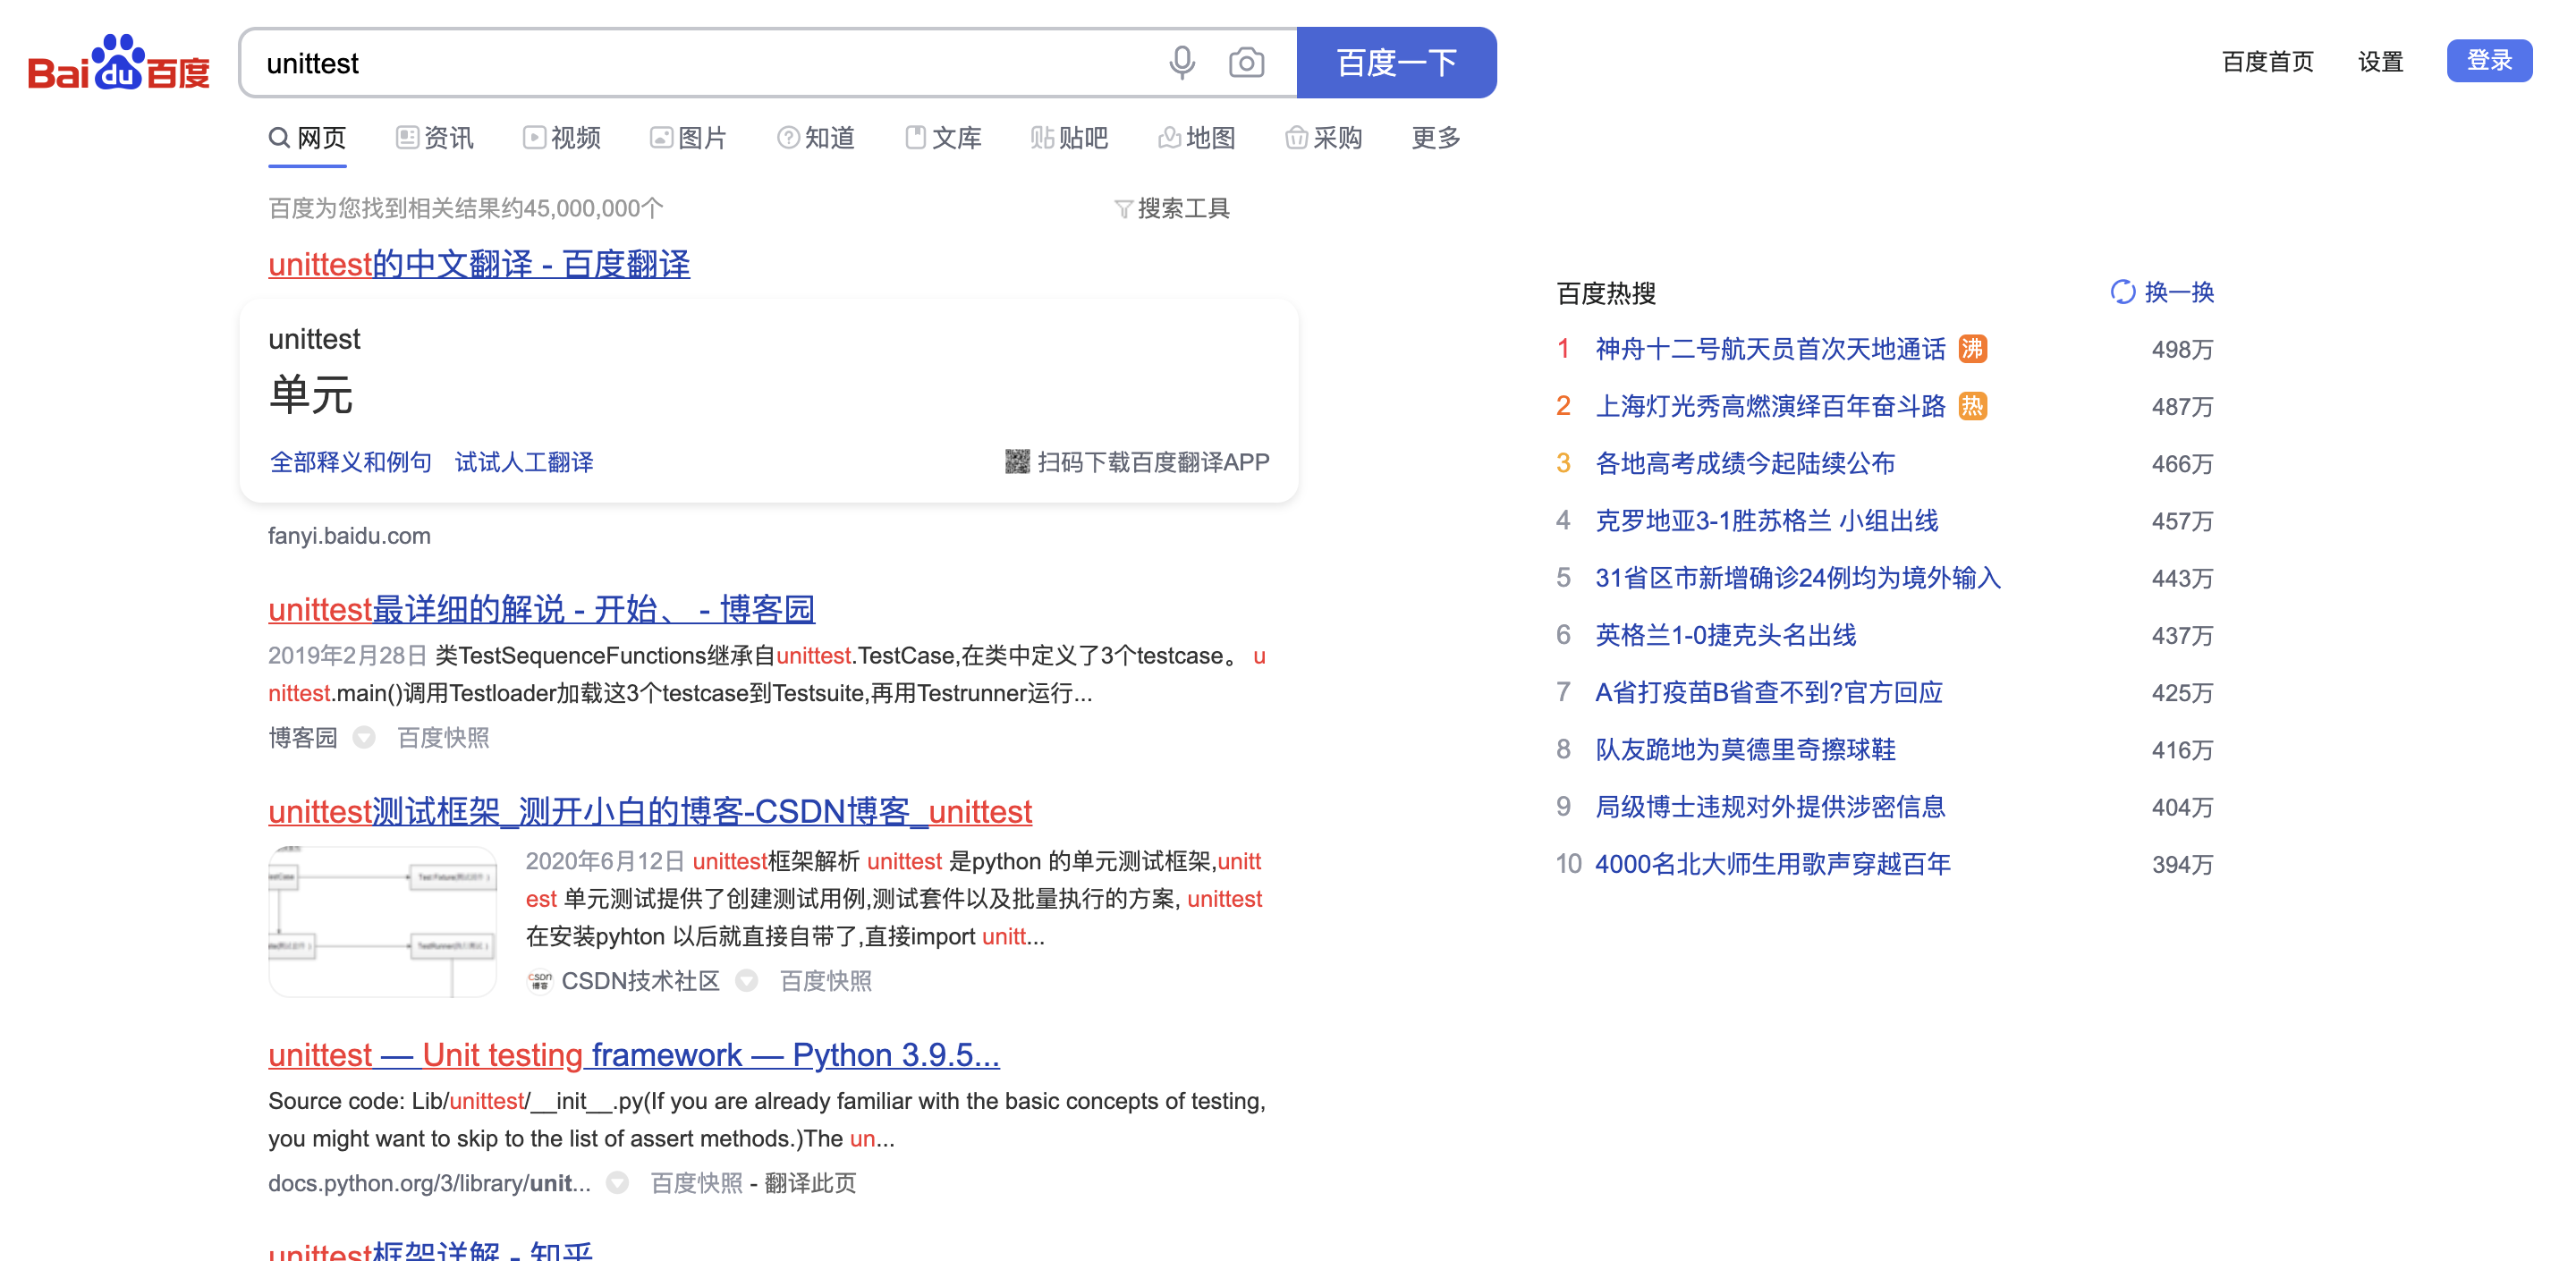 Bai du 百度
unittest
百度一下
百度首页 设置 登录
网页 资讯 视频 图片 知道 文库 贴吧 地图 采购 更多
百度为您找到相关结果约45,000,000个 搜索工具
unittest的中文翻译 - 百度翻译
unittest
单元
全部释义和例句 试试人工翻译 扫码下载百度翻译APP
fanyi.baidu.com
unittest最详细的解说 - 开始、 - 博客园
2019年2月28日 类TestSequenceFunctions继承自unittest.TestCase,在类中定义了3个testcase。 u
nittest.main()调用Testloader加载这3个testcase到Testsuite,再用Testrunner运行...
博客园 百度快照
unittest测试框架_测开小白的博客-CSDN博客_unittest
2020年6月12日 unittest框架解析 unittest 是python 的单元测试框架,unitt
est 单元测试提供了创建测试用例,测试套件以及批量执行的方案, unittest
在安装pyhton 以后就直接自带了,直接import unitt...
CSDN博客 CSDN技术社区 百度快照
unittest — Unit testing framework — Python 3.9.5...
Source code: Lib/unittest/__init__.py(If you are already familiar with the basic concepts of testing,
you might want to skip to the list of assert methods.)The un...
docs.python.org/3/library/unit... 百度快照 - 翻译此页
unittest框架详解 - 知乎
百度热搜 换一换
1 神舟十二号航天员首次天地通话 沸 498万
2 上海灯光秀高燃演绎百年奋斗路 热 487万
3 各地高考成绩今起陆续公布 466万
4 克罗地亚3-1胜苏格兰 小组出线 457万
5 31省区市新增确诊24例均为境外输入 443万
6 英格兰1-0捷克头名出线 437万
7 A省打疫苗B省查不到?官方回应 425万
8 队友跪地为莫德里奇擦球鞋 416万
9 局级博士违规对外提供涉密信息 404万
10 4000名北大师生用歌声穿越百年 394万